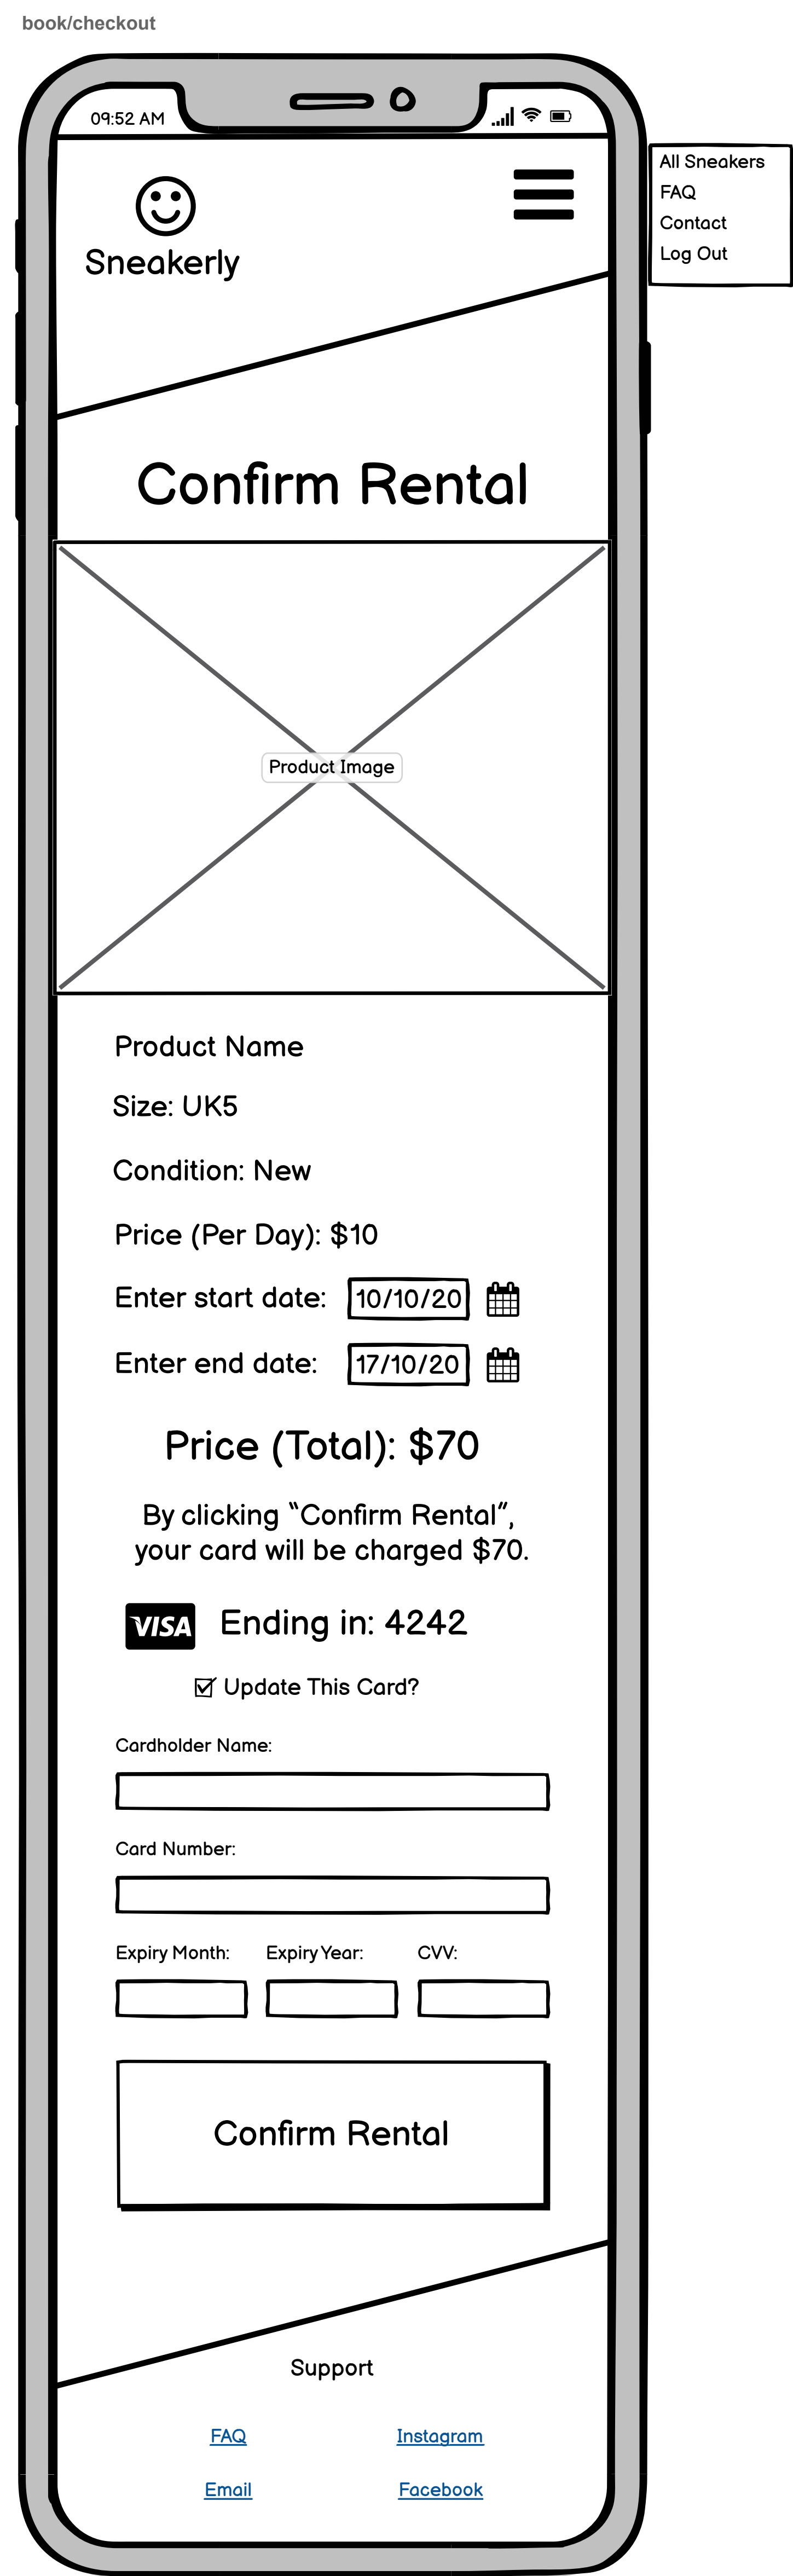 book/checkout
09:52 AM
All Sneakers
FAQ
Contact
Log Out
Sneakerly
Confirm Rental
Product Image
Product Name
Size: UK5
Condition: New
Price (Per Day): $10
Enter start date: 10/10/20
Enter end date: 17/10/20
Price (Total): $70
By clicking “Confirm Rental”,
your card will be charged $70.
VISA Ending in: 4242
Update This Card?
Cardholder Name:
Card Number:
Expiry Month: Expiry Year: CVV:
Confirm Rental
Support
FAQ Instagram
Email Facebook